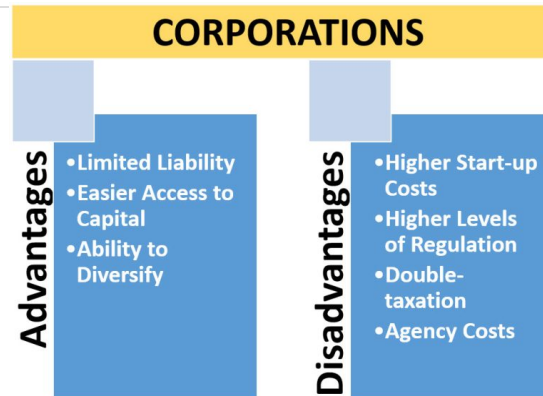 CORPORATIONS
Advantages
•Limited Liability
•Easier Access to
Capital
•Ability to
Diversify
Disadvantages
•Higher Start-up
Costs
•Higher Levels
of Regulation
•Double-
taxation
•Agency Costs